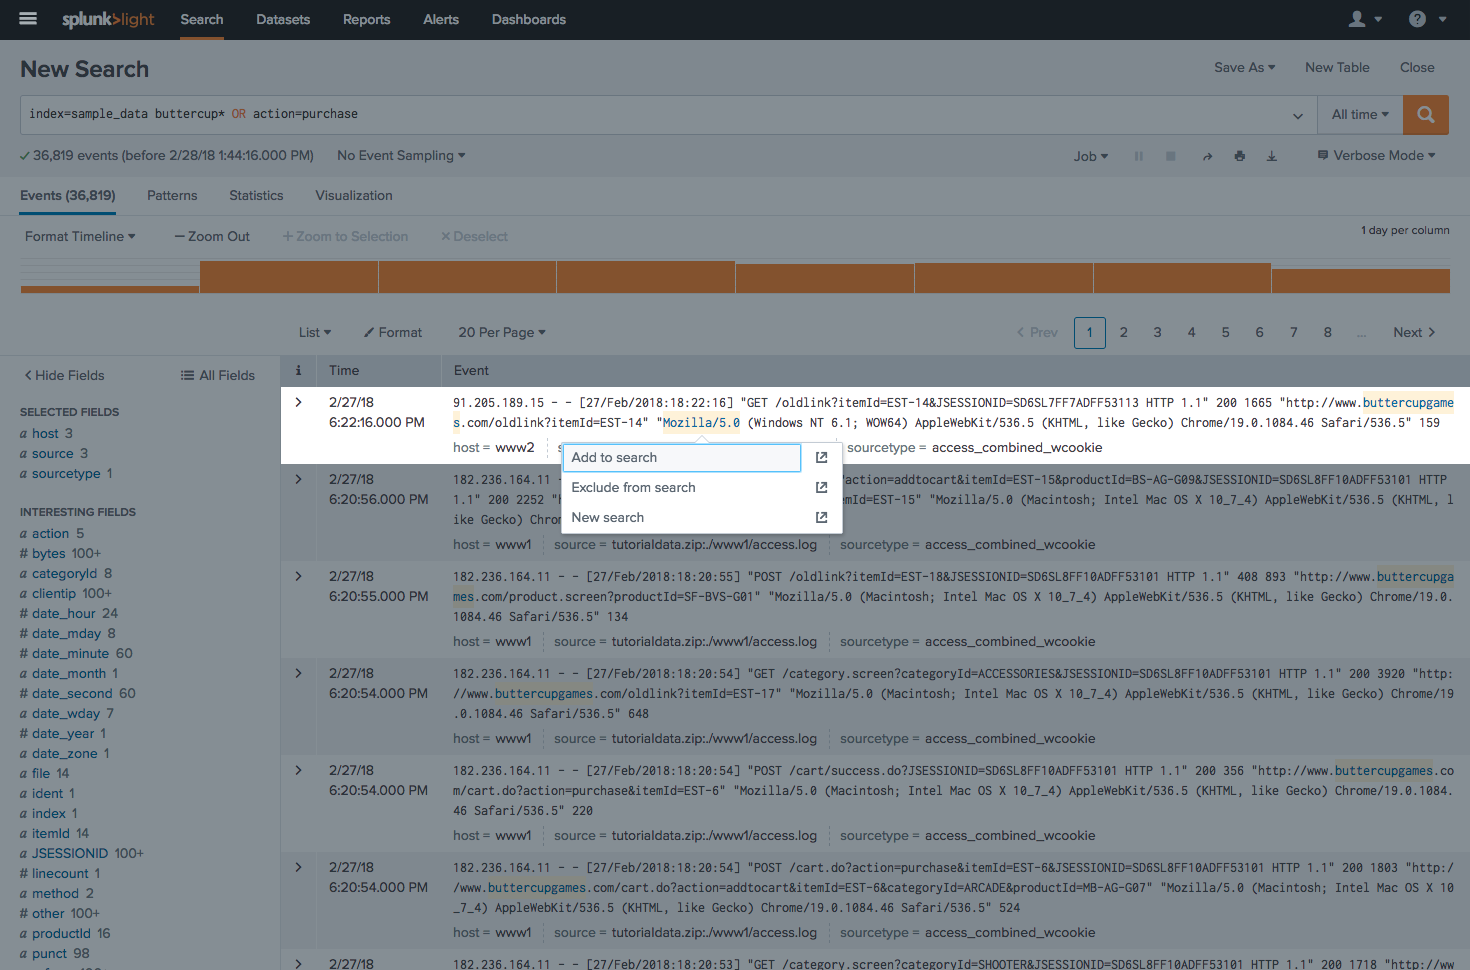 splunk>light Search Datasets Reports Alerts Dashboards
New Search
Save As New Table Close
index=sample_data buttercup* OR action=purchase
All time
36,819 events (before 2/28/18 1:44:16.000 PM) No Event Sampling
Job Verbose Mode
Events (36,819) Patterns Statistics Visualization
Format Timeline — Zoom Out + Zoom to Selection × Deselect
1 day per column
List Format 20 Per Page
< Prev 1 2 3 4 5 6 7 8 ... Next >
< Hide Fields All Fields
SELECTED FIELDS
a host 3
a source 3
a sourcetype 1
INTERESTING FIELDS
a action 5
# bytes 100+
a categoryId 8
a clientip 100+
# date_hour 24
# date_mday 8
# date_minute 60
a date_month 1
# date_second 60
a date_wday 7
# date_year 1
a date_zone 1
a file 14
a ident 1
a index 1
a itemId 14
a JSESSIONID 100+
# linecount 1
a method 2
# other 100+
a productId 16
a punct 98
i Time Event
2/27/18
6:22:16.000 PM
91.205.189.15 - - [27/Feb/2018:18:22:16] "GET /oldlink?itemId=EST-14&JSESSIONID=SD6SL7FF7ADFF53113 HTTP 1.1" 200 1665 "http://www.buttercupgame
s.com/oldlink?itemId=EST-14" "Mozilla/5.0 (Windows NT 6.1; WOW64) AppleWebKit/536.5 (KHTML, like Gecko) Chrome/19.0.1084.46 Safari/536.5" 159
host = www2 sourcetype = access_combined_wcookie
Add to search
Exclude from search
New search
2/27/18
6:20:56.000 PM
182.236.164.11 /action=addtocart&itemId=EST-15&productId=BS-AG-G09&JSESSIONID=SD6SL8FF10ADFF53101 HTTP
1.1" 200 2252 emId=EST-15" "Mozilla/5.0 (Macintosh; Intel Mac OS X 10_7_4) AppleWebKit/536.5 (KHTML, l
ike Gecko) Chrom
host = www1 source = tutorialdata.zip:./www1/access.log sourcetype = access_combined_wcookie
2/27/18
6:20:55.000 PM
182.236.164.11 - - [27/Feb/2018:18:20:55] "POST /oldlink?itemId=EST-18&JSESSIONID=SD6SL8FF10ADFF53101 HTTP 1.1" 408 893 "http://www.buttercupga
mes.com/product.screen?productId=SF-BVS-G01" "Mozilla/5.0 (Macintosh; Intel Mac OS X 10_7_4) AppleWebKit/536.5 (KHTML, like Gecko) Chrome/19.0.
1084.46 Safari/536.5" 134
host = www1 source = tutorialdata.zip:./www1/access.log sourcetype = access_combined_wcookie
2/27/18
6:20:54.000 PM
182.236.164.11 - - [27/Feb/2018:18:20:54] "GET /category.screen?categoryId=ACCESSORIES&JSESSIONID=SD6SL8FF10ADFF53101 HTTP 1.1" 200 3920 "http:
//www.buttercupgames.com/oldlink?itemId=EST-17" "Mozilla/5.0 (Macintosh; Intel Mac OS X 10_7_4) AppleWebKit/536.5 (KHTML, like Gecko) Chrome/19
.0.1084.46 Safari/536.5" 648
host = www1 source = tutorialdata.zip:./www1/access.log sourcetype = access_combined_wcookie
2/27/18
6:20:54.000 PM
182.236.164.11 - - [27/Feb/2018:18:20:54] "POST /cart/success.do?JSESSIONID=SD6SL8FF10ADFF53101 HTTP 1.1" 200 356 "http://www.buttercupgames.co
m/cart.do?action=purchase&itemId=EST-6" "Mozilla/5.0 (Macintosh; Intel Mac OS X 10_7_4) AppleWebKit/536.5 (KHTML, like Gecko) Chrome/19.0.1084.
46 Safari/536.5" 220
host = www1 source = tutorialdata.zip:./www1/access.log sourcetype = access_combined_wcookie
2/27/18
6:20:54.000 PM
182.236.164.11 - - [27/Feb/2018:18:20:54] "POST /cart.do?action=purchase&itemId=EST-6&JSESSIONID=SD6SL8FF10ADFF53101 HTTP 1.1" 200 1803 "http:/
/www.buttercupgames.com/cart.do?action=addtocart&itemId=EST-6&categoryId=ARCADE&productId=MB-AG-G07" "Mozilla/5.0 (Macintosh; Intel Mac OS X 10
_7_4) AppleWebKit/536.5 (KHTML, like Gecko) Chrome/19.0.1084.46 Safari/536.5" 524
host = www1 source = tutorialdata.zip:./www1/access.log sourcetype = access_combined_wcookie
2/27/18
182.236.164.11 - - [27/Feb/2018:18:20:53] "GET /category.screen?categoryId=SHOOTER&JSESSIONID=SD6SL8FF10ADFF53101 HTTP 1.1" 200 1718 "http://ww